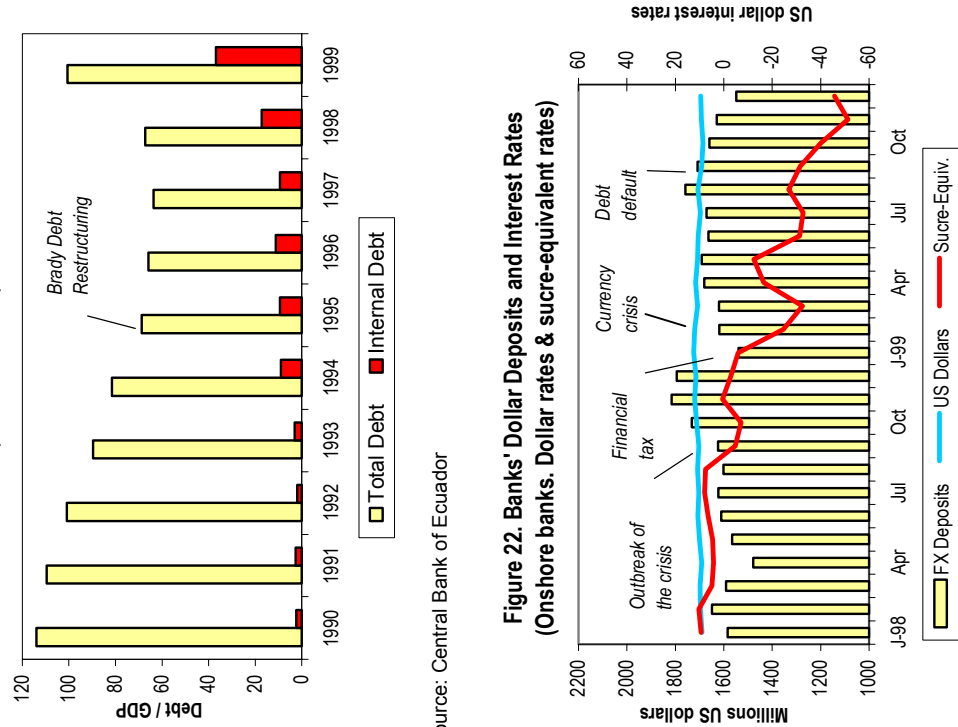 120
100
80
60
40
20
0
Debt / GDP
Brady Debt
Restructuring
1990
1991
1992
1993
1994
1995
1996
1997
1998
1999
Total Debt
Internal Debt
ource: Central Bank of Ecuador
Figure 22. Banks' Dollar Deposits and Interest Rates
(Onshore banks. Dollar rates & sucre-equivalent rates)
2200
2000
1800
1600
1400
1200
1000
Millions US dollars
60
40
20
0
-20
-40
-60
US dollar interest rates
Outbreak of
the crisis
Financial
tax
Currency
crisis
Debt
default
J-98
Apr
Jul
Oct
J-99
Apr
Jul
Oct
FX Deposits
US Dollars
Sucre-Equiv.